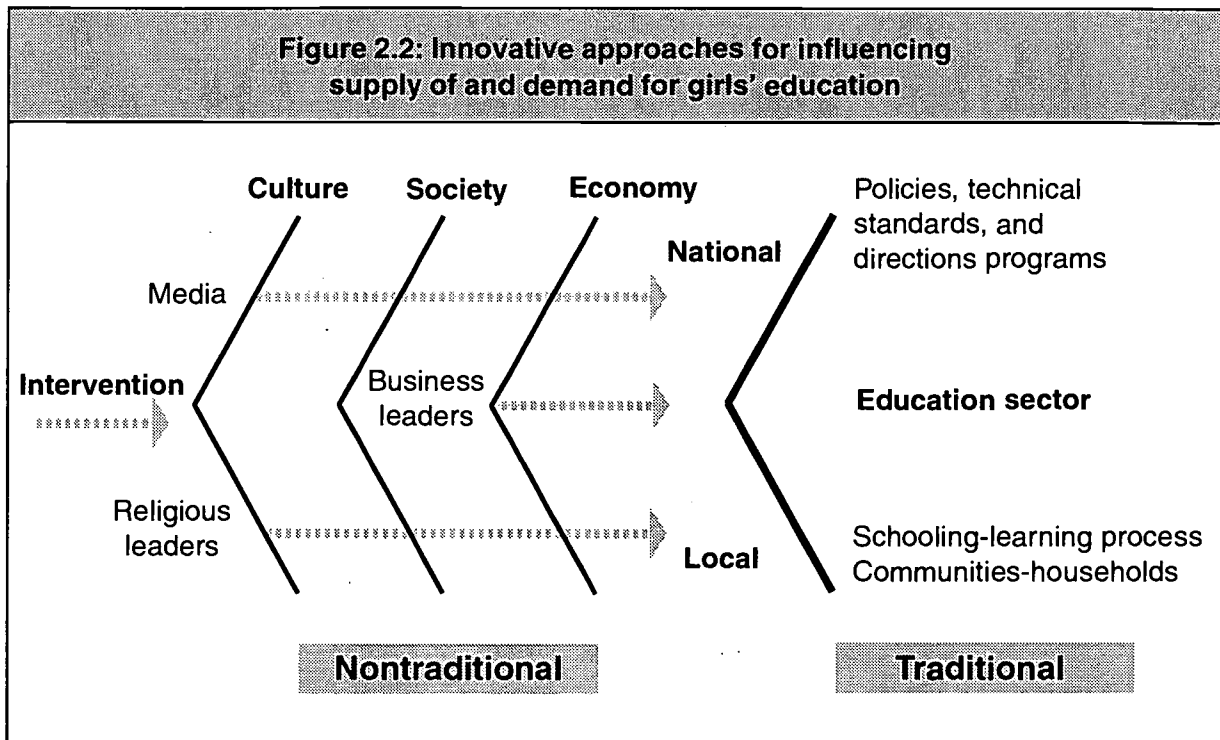 Figure 2.2: Innovative approaches for influencing
supply of and demand for girls' education
Culture
Society
Economy
Policies, technical
standards, and
directions programs
National
Media
Intervention
Business
leaders
Education sector
Religious
leaders
Local
Schooling-learning process
Communities-households
Nontraditional
Traditional